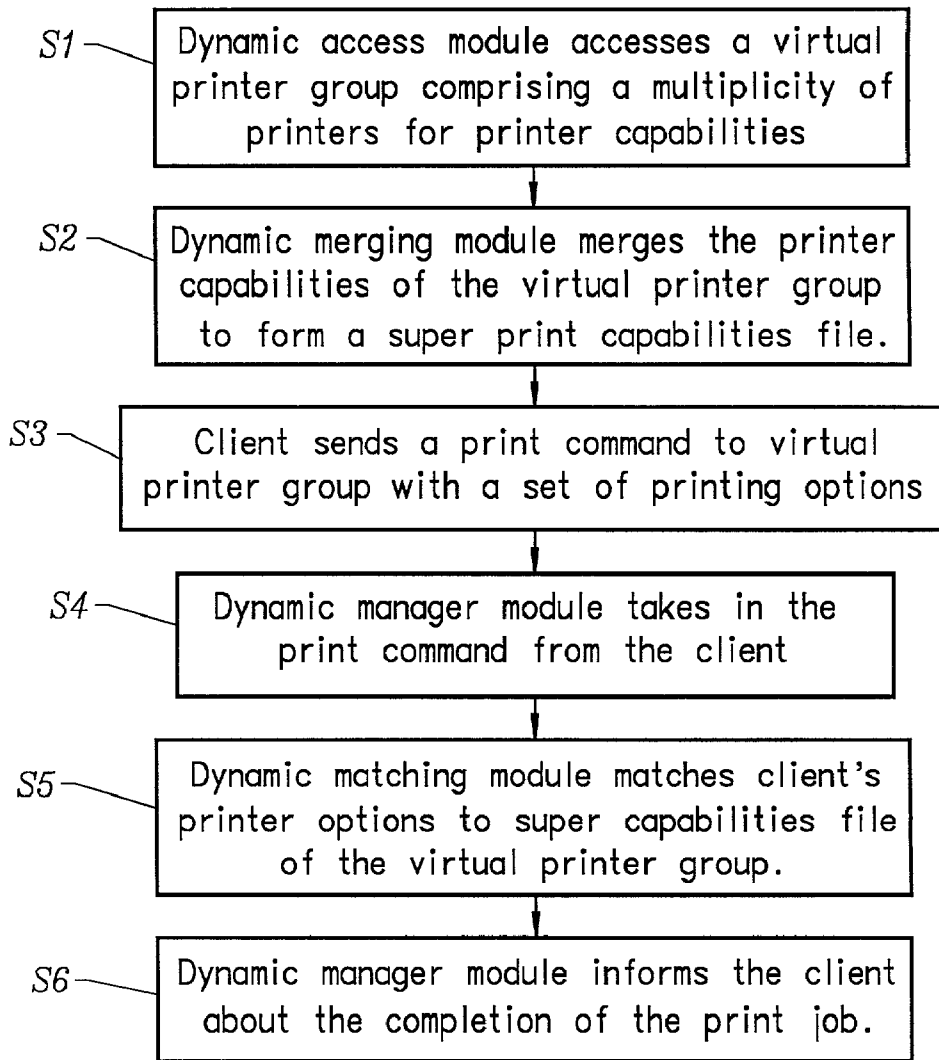 S1
Dynamic access module accesses a virtual
printer group comprising a multiplicity of
printers for printer capabilities
S2
Dynamic merging module merges the printer
capabilities of the virtual printer group
to form a super print capabilities file.
S3
Client sends a print command to virtual
printer group with a set of printing options
S4
Dynamic manager module takes in the
print command from the client
S5
Dynamic matching module matches client's
printer options to super capabilities file
of the virtual printer group.
S6
Dynamic manager module informs the client
about the completion of the print job.